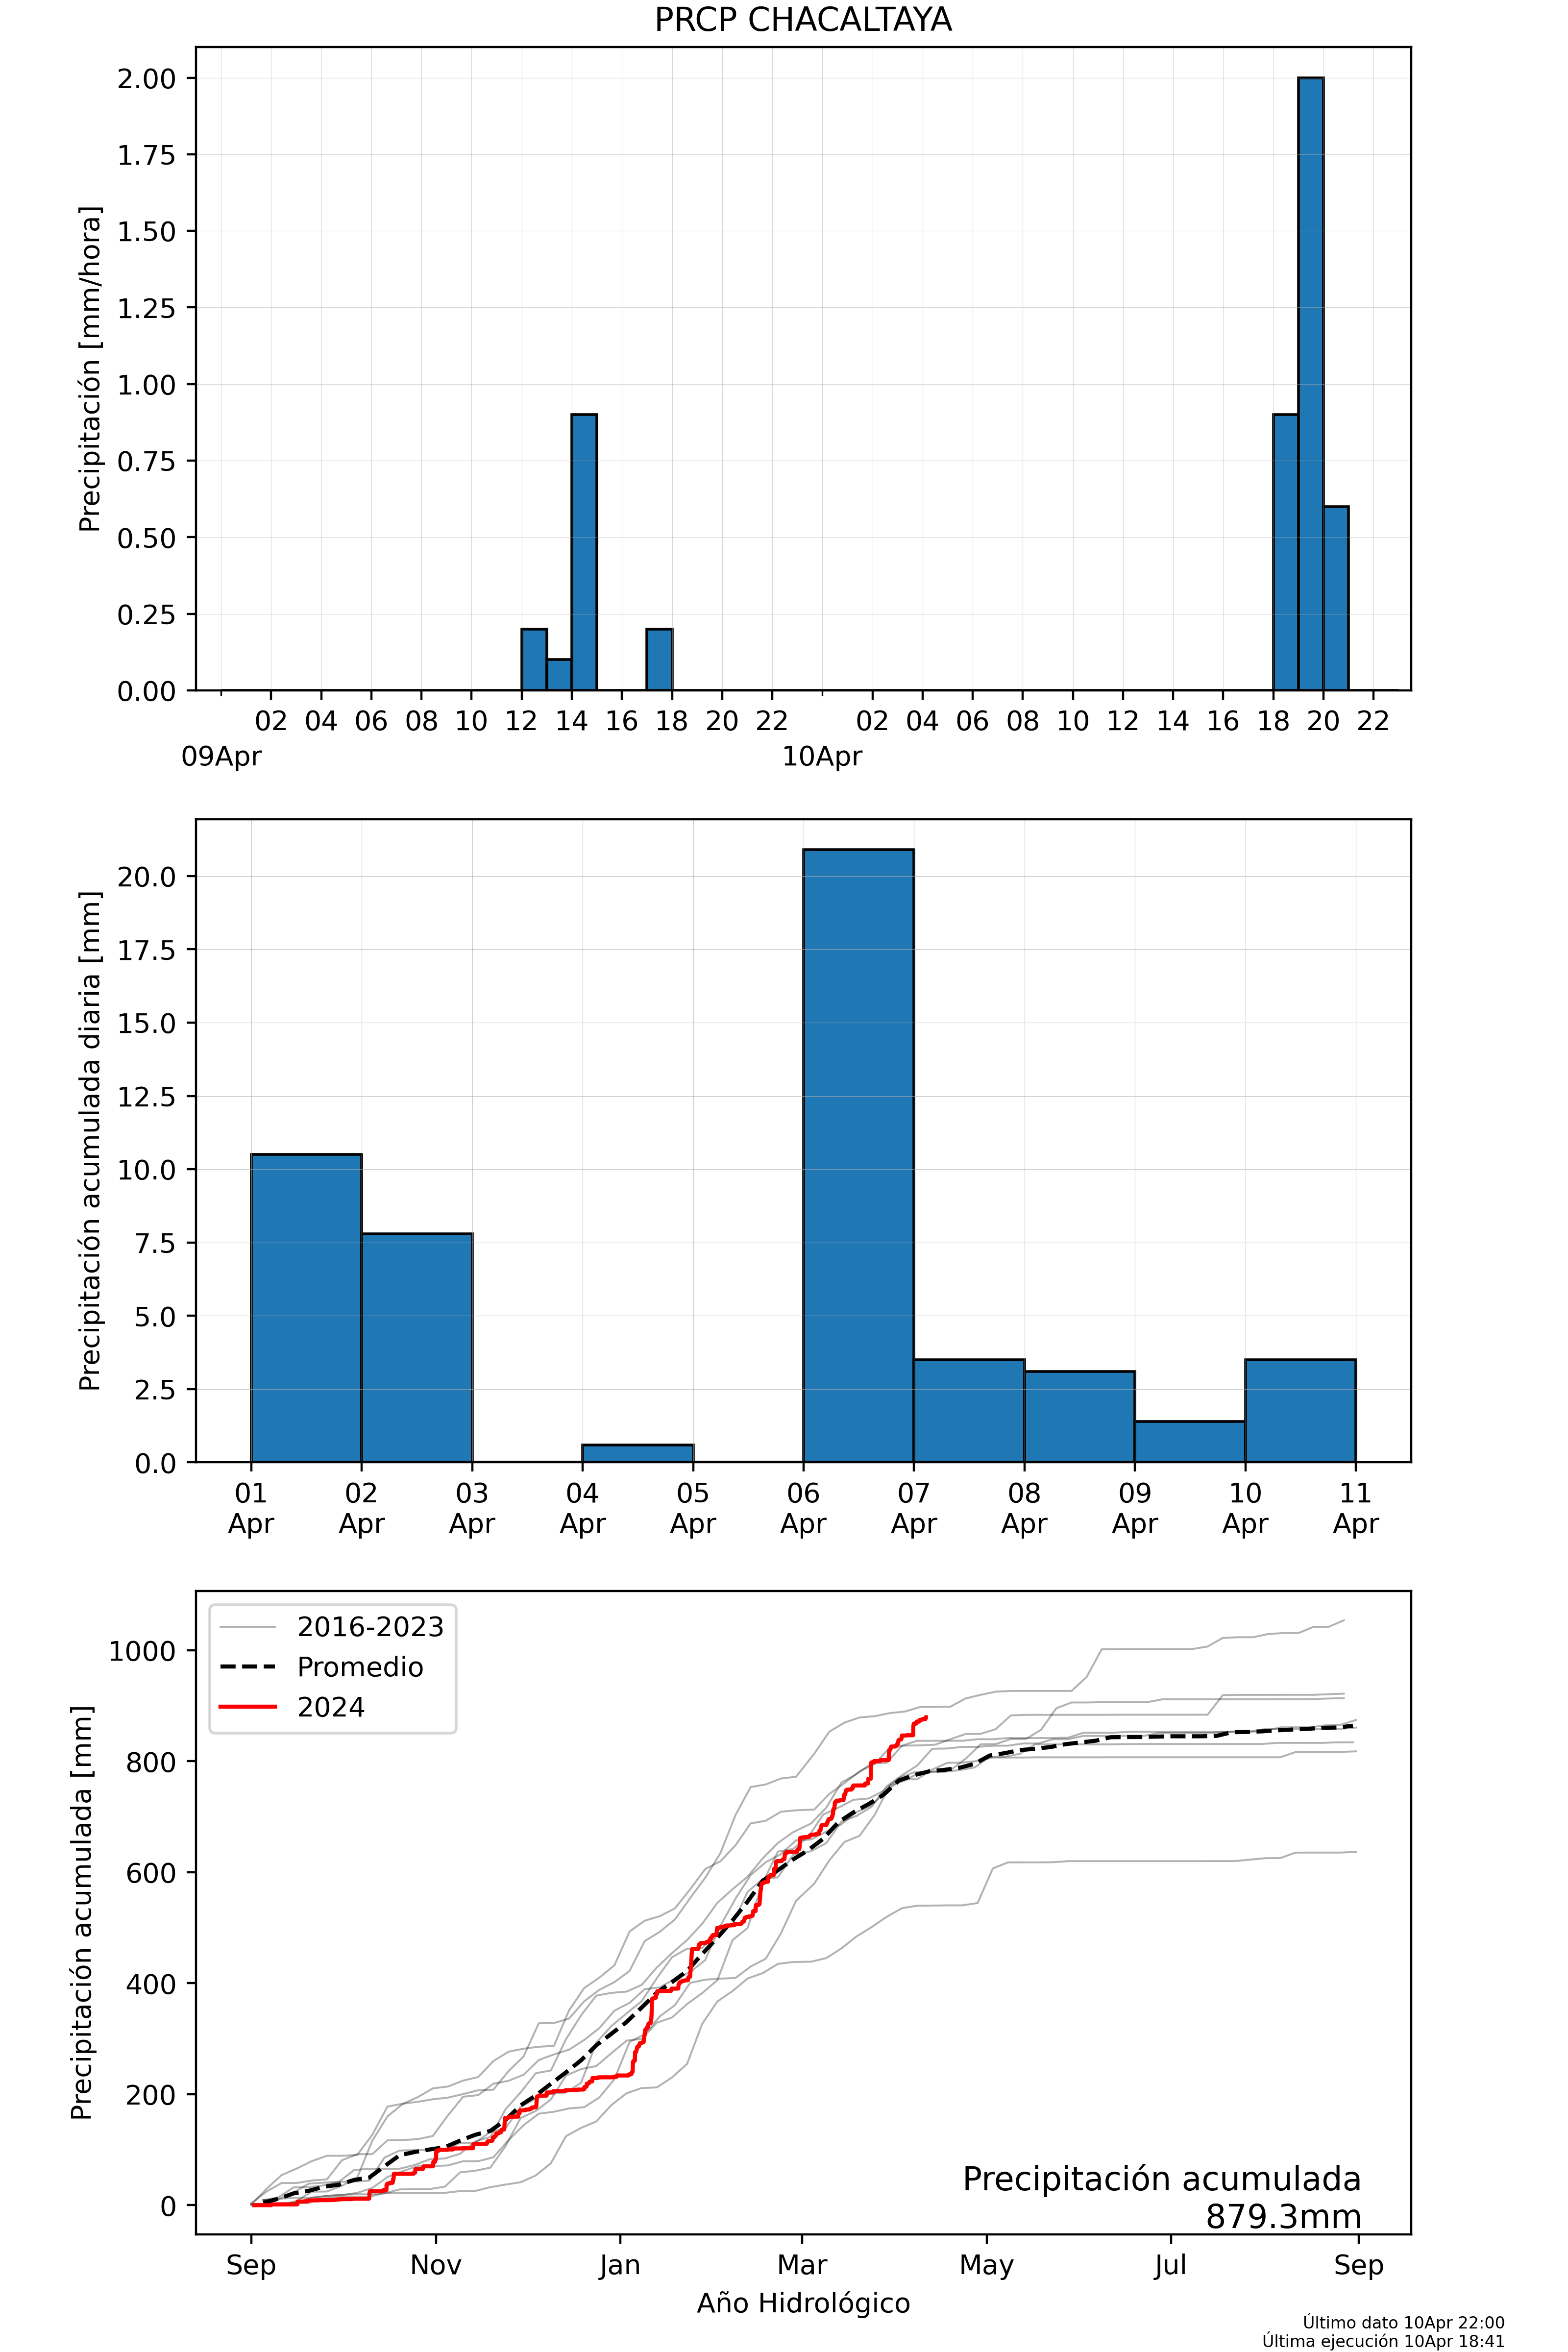 PRCP CHACALTAYA
Precipitación [mm/hora]
2.00
1.75
1.50
1.25
1.00
0.75
0.50
0.25
0.00
02 04 06 08 10 12 14 16 18 20 22 02 04 06 08 10 12 14 16 18 20 22
09Apr 10Apr
Precipitación acumulada diaria [mm]
20.0
17.5
15.0
12.5
10.0
7.5
5.0
2.5
0.0
01 02 03 04 05 06 07 08 09 10 11
Apr Apr Apr Apr Apr Apr Apr Apr Apr Apr Apr
Precipitación acumulada [mm]
1000
800
600
400
200
0
2016-2023
Promedio
2024
Precipitación acumulada
879.3mm
Sep Nov Jan Mar May Jul Sep
Año Hidrológico
Último dato 10Apr 22:00
Última ejecución 10Apr 18:41